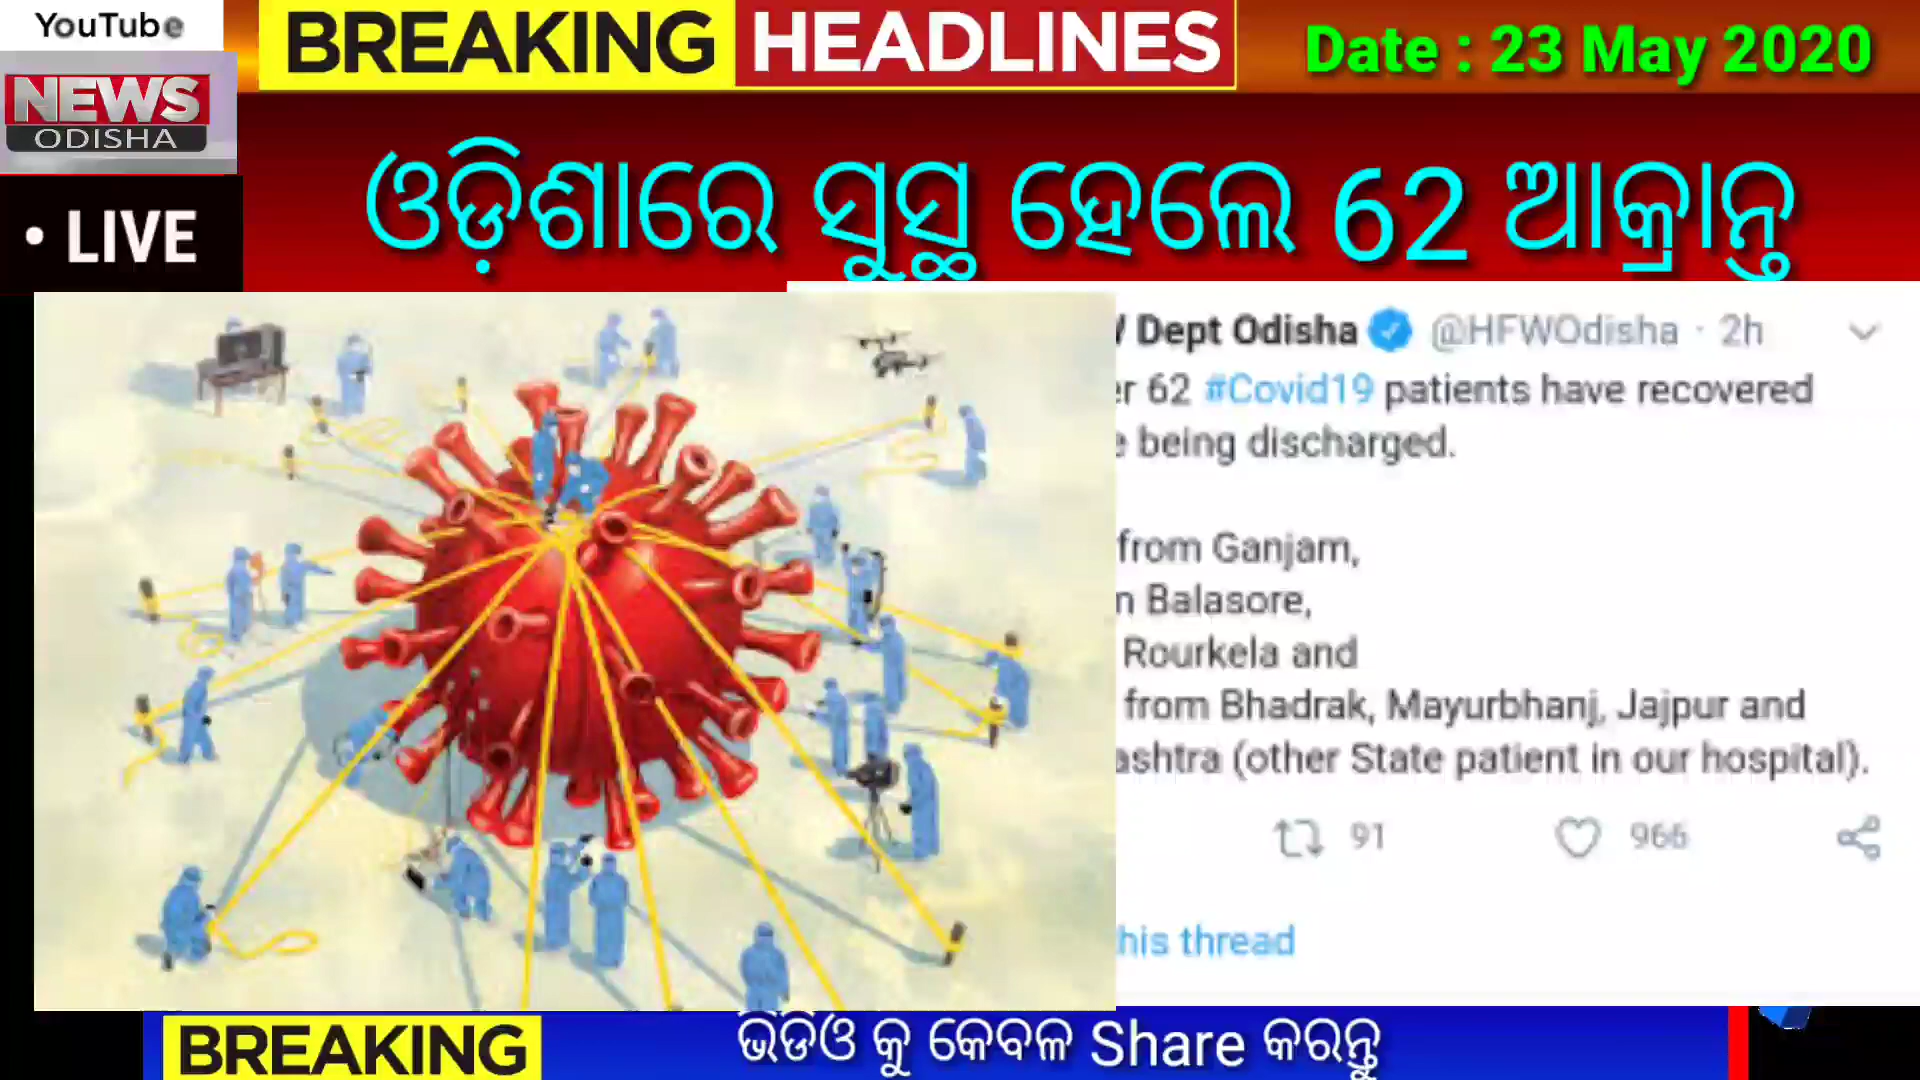 YouTube
BREAKING HEADLINES
Date : 23 May 2020
NEWS
ODISHA
• LIVE
ଓଡ଼ିଶାରେ ସୁସ୍ଥ ହେଲେ 62 ଆକ୍ରାନ୍ତ
Dept Odisha @HFWOdisha · 2h
62 #Covid19 patients have recovered
being discharged.
from Ganjam,
Balasore,
Rourkela and
from Bhadrak, Mayurbhanj, Jajpur and
(other State patient in our hospital).
91 966
thread
BREAKING
ଭିଡିଓ କୁ କେବଳ Share କରନ୍ତୁ